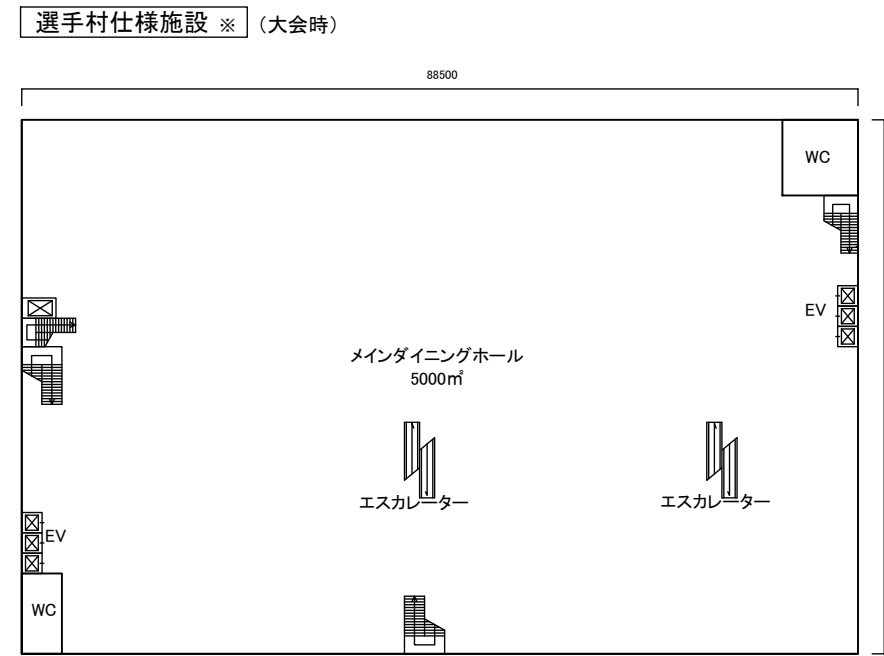 選手村仕様施設 ※ (大会時)
88500
WC
EV
メインダイニングホール
5000㎡
エスカレーター
エスカレーター
EV
WC